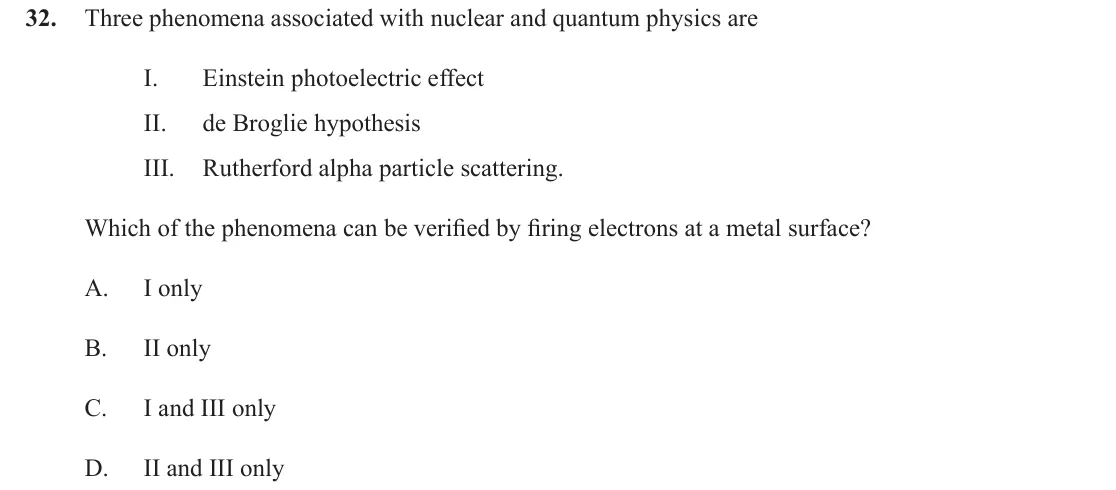 32. Three phenomena associated with nuclear and quantum physics are
I. Einstein photoelectric effect
II. de Broglie hypothesis
III. Rutherford alpha particle scattering.
Which of the phenomena can be verified by firing electrons at a metal surface?
A. I only
B. II only
C. I and III only
D. II and III only